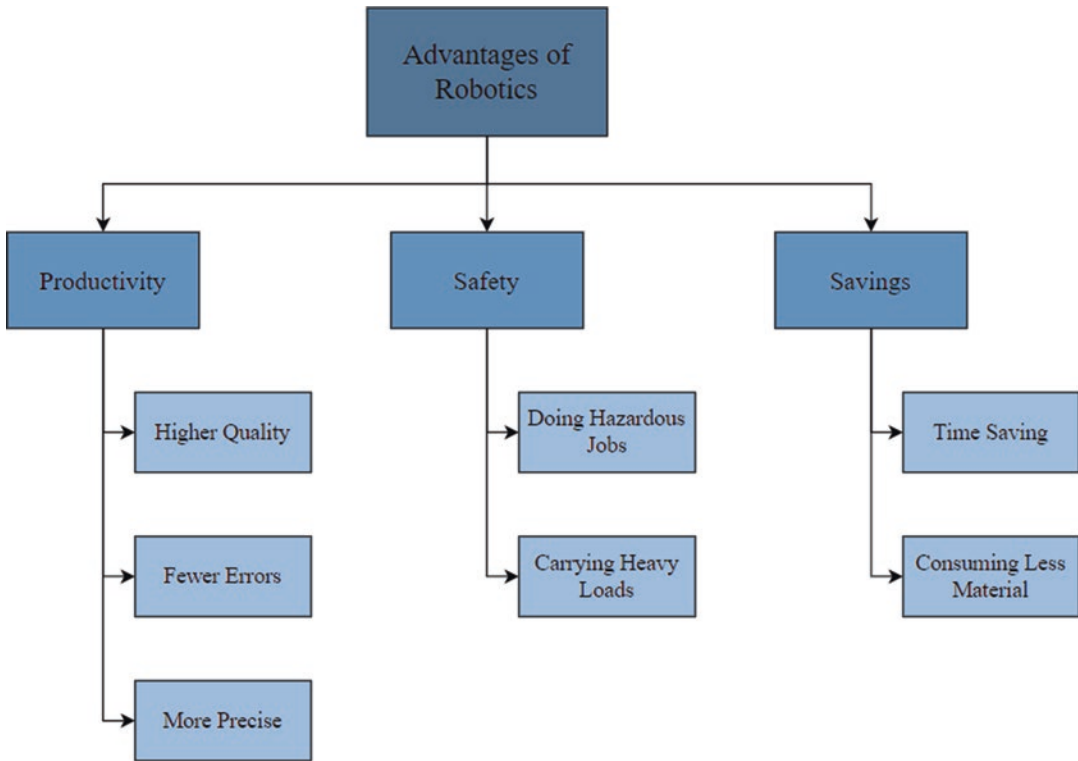 Advantages of
Robotics
Productivity
Safety
Savings
Higher Quality
Doing Hazardous
Jobs
Time Saving
Fewer Errors
Carrying Heavy
Loads
Consuming Less
Material
More Precise